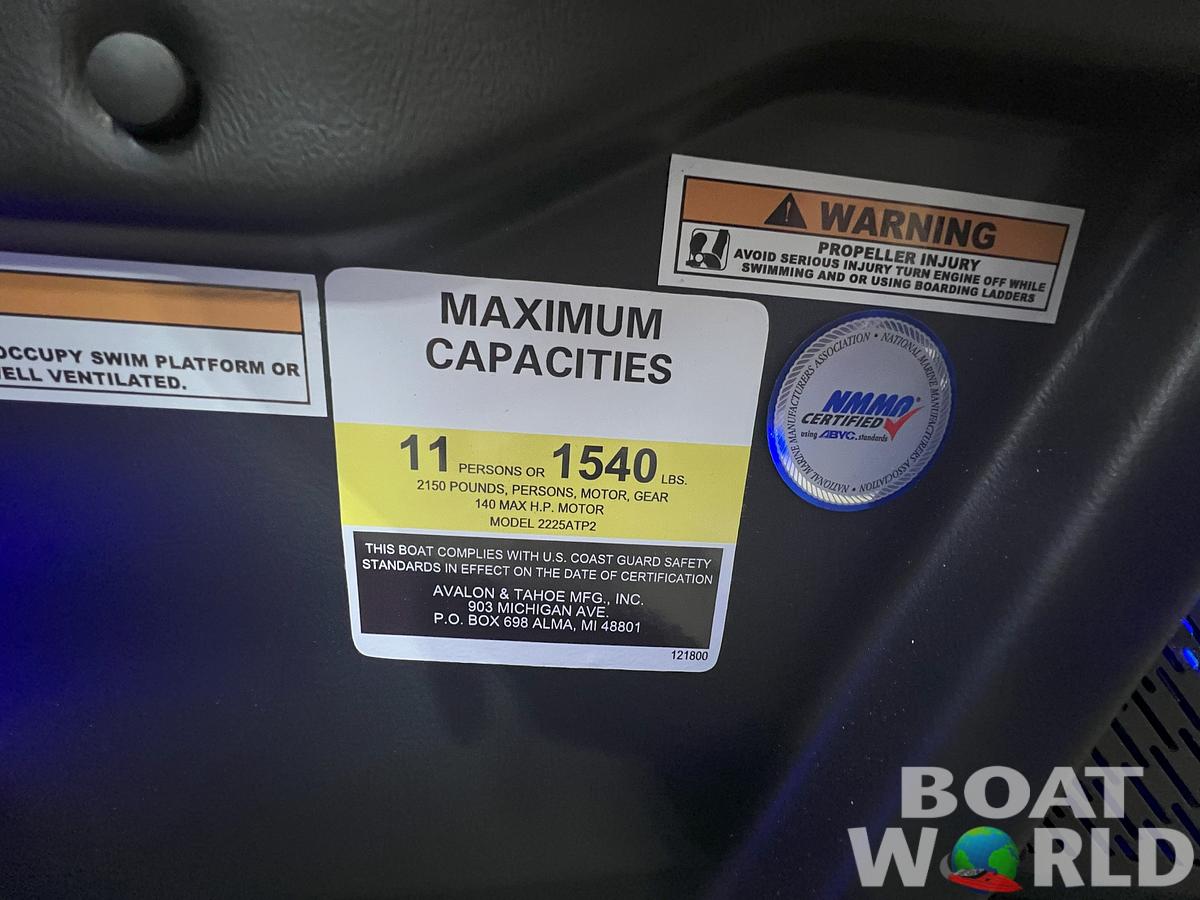 WARNING
PROPELLER INJURY
AVOID SERIOUS INJURY TURN ENGINE OFF WHILE
SWIMMING AND OR USING BOARDING LADDERS
OCCUPY SWIM PLATFORM OR
VENTILATED.
MAXIMUM
CAPACITIES
11 PERSONS OR 1540 LBS.
2150 POUNDS, PERSONS, MOTOR, GEAR
140 MAX H.P. MOTOR
MODEL 2225ATP2
THIS BOAT COMPLIES WITH U.S. COAST GUARD SAFETY
STANDARDS IN EFFECT ON THE DATE OF CERTIFICATION
AVALON & TAHOE MFG., INC.
903 MICHIGAN AVE.
P.O. BOX 698 ALMA, MI 48801
121800
NATIONAL MARINE MANUFACTURERS ASSOCIATION • NATIONAL MARINE MANUFACTURERS ASSOCIATION •
NMMA
CERTIFIED
using ABYC. standards
BOAT
WORLD